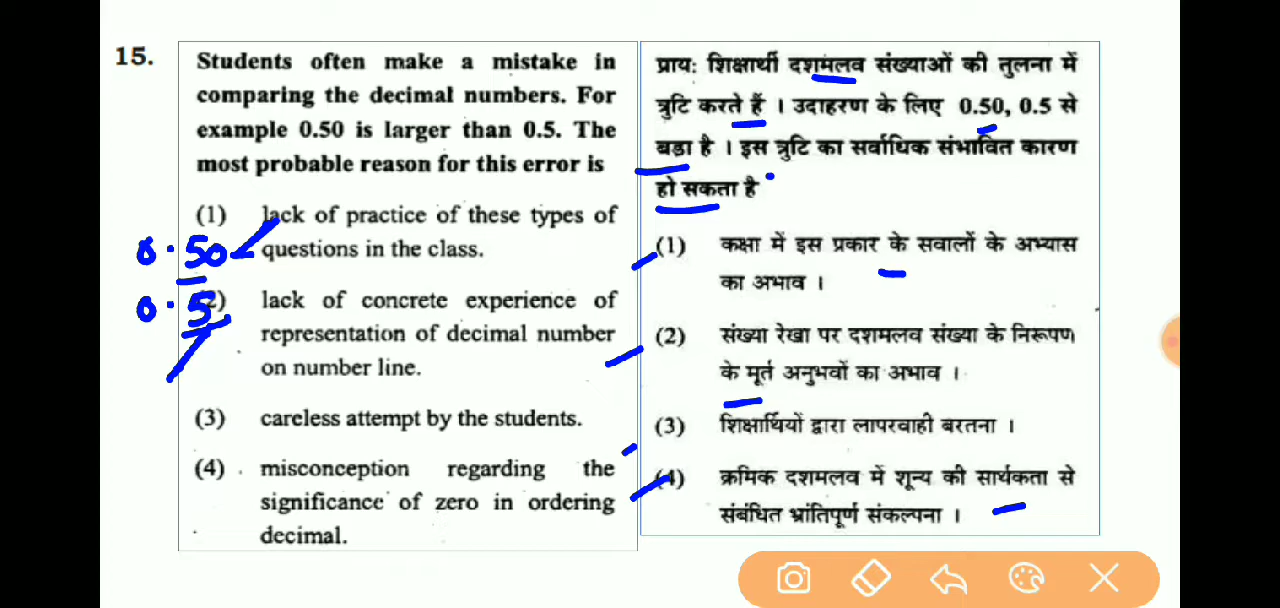 15.
Students often make a mistake in
comparing the decimal numbers. For
example 0.50 is larger than 0.5. The
most probable reason for this error is
(1) lack of practice of these types of
questions in the class.
(2) lack of concrete experience of
representation of decimal number
on number line.
(3) careless attempt by the students.
(4) misconception regarding the
significance of zero in ordering
decimal.
0.50
0.5
प्राय: शिक्षार्थी दशमलव संख्याओं की तुलना में
त्रुटि करते हैं । उदाहरण के लिए 0.50, 0.5 से
बड़ा है । इस त्रुटि का सर्वाधिक संभावित कारण
हो सकता है
(1) कक्षा में इस प्रकार के सवालों के अभ्यास
का अभाव ।
(2) संख्या रेखा पर दशमलव संख्या के निरूपण
के मूर्त अनुभवों का अभाव ।
(3) शिक्षार्थियों द्वारा लापरवाही बरतना ।
(4) क्रमिक दशमलव में शून्य की सार्थकता से
संबंधित भ्रांतिपूर्ण संकल्पना ।